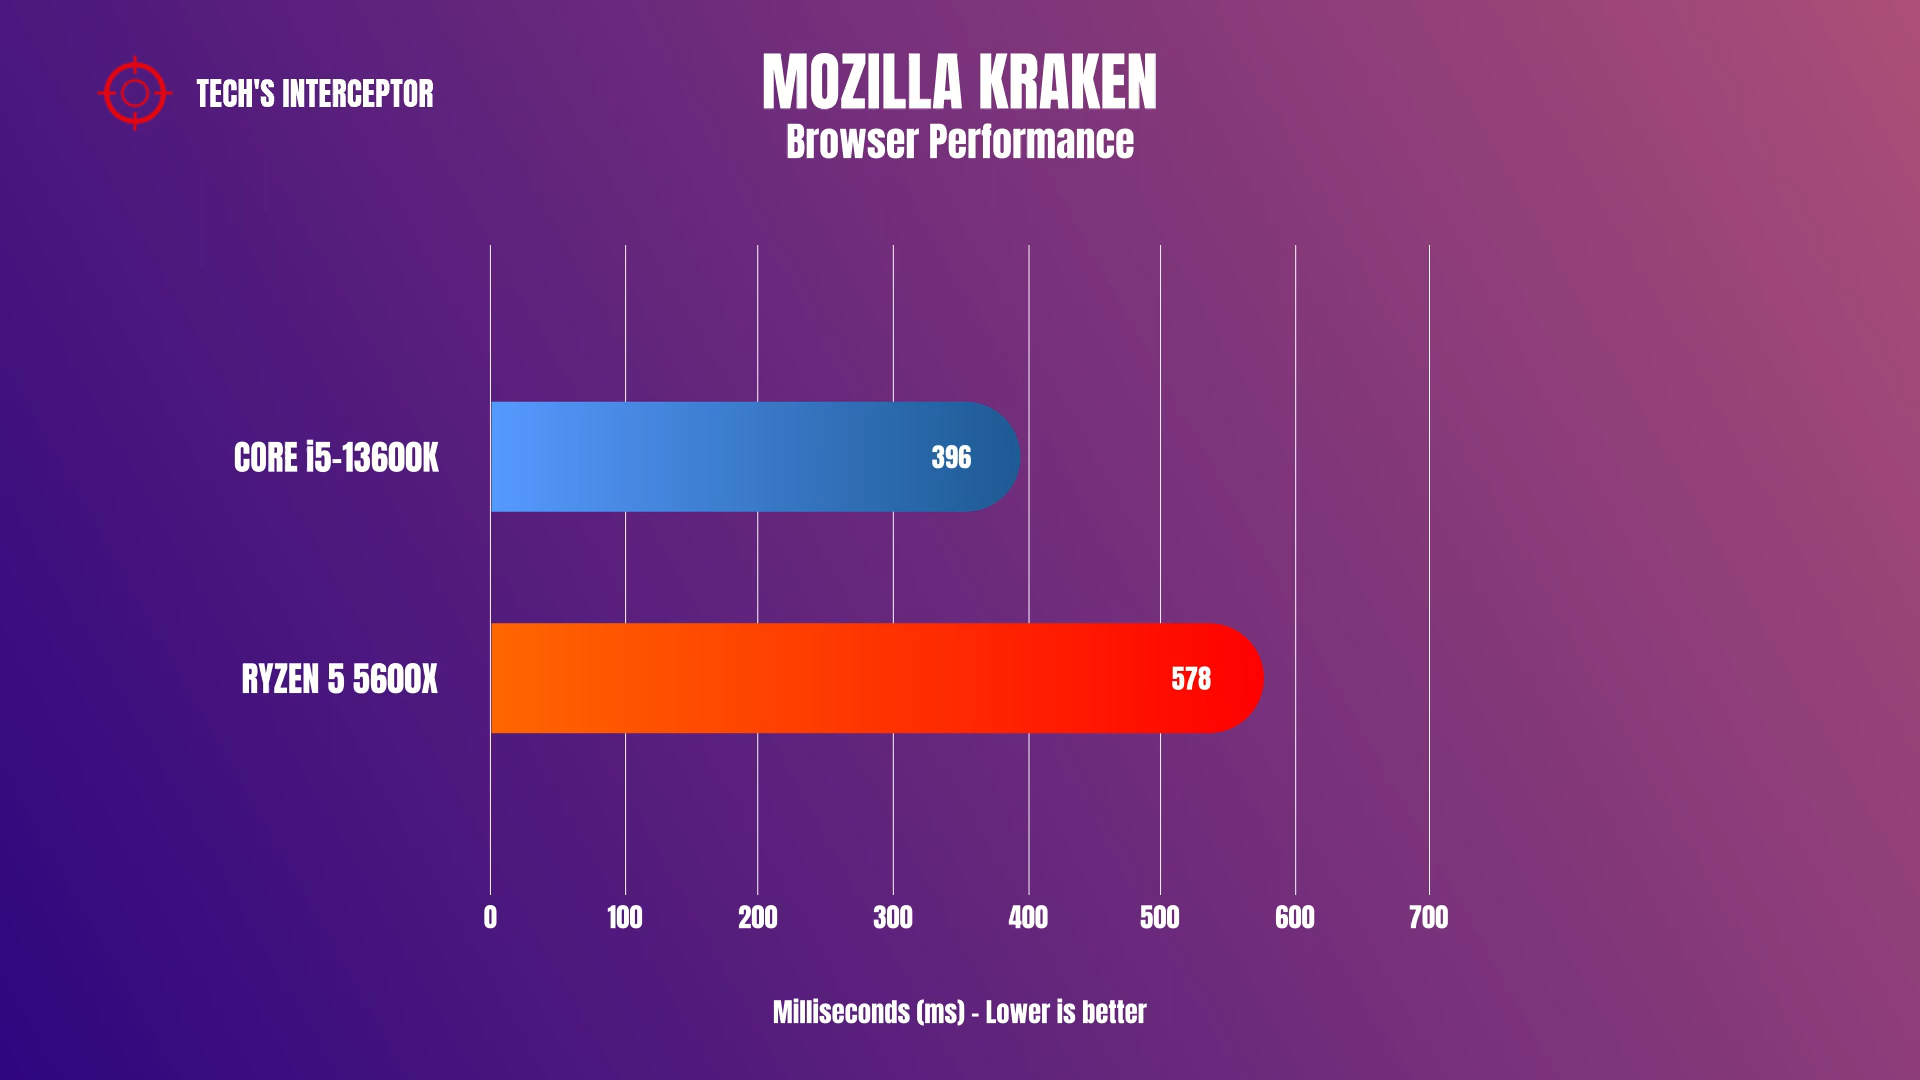 TECH'S INTERCEPTOR
MOZILLA KRAKEN
Browser Performance
CORE i5-13600K
396
RYZEN 5 5600X
578
0 100 200 300 400 500 600 700
Milliseconds (ms) - Lower is better